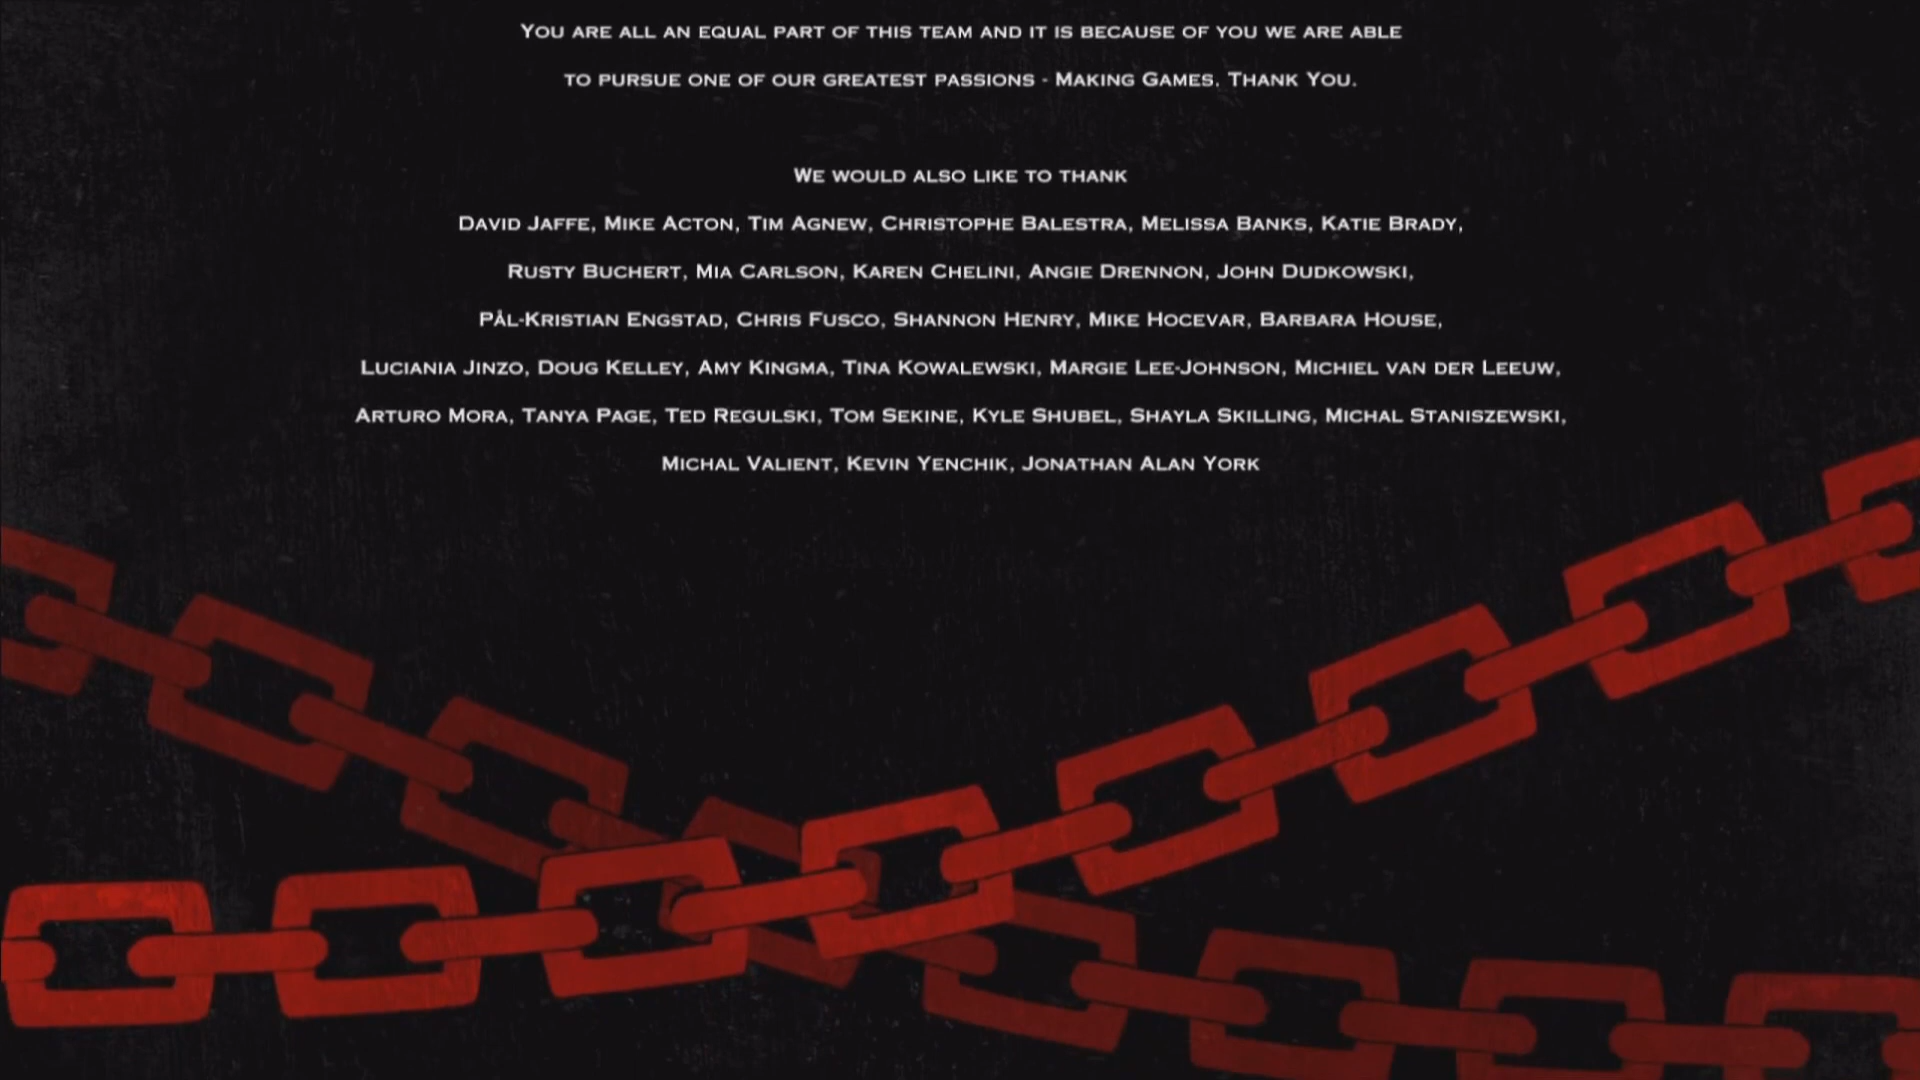 You are all an equal part of this team and it is because of you we are able
to pursue one of our greatest passions - Making Games. Thank You.
We would also like to thank
David Jaffe, Mike Acton, Tim Agnew, Christophe Balestra, Melissa Banks, Katie Brady,
Rusty Buchert, Mia Carlson, Karen Chelini, Angie Drennon, John Dudkowski,
Pål-Kristian Engstad, Chris Fusco, Shannon Henry, Mike Hocevar, Barbara House,
Luciania Jinzo, Doug Kelley, Amy Kingma, Tina Kowalewski, Margie Lee-Johnson, Michiel van der Leeuw,
Arturo Mora, Tanya Page, Ted Regulski, Tom Sekine, Kyle Shubel, Shayla Skilling, Michal Staniszewski,
Michal Valient, Kevin Yenchik, Jonathan Alan York